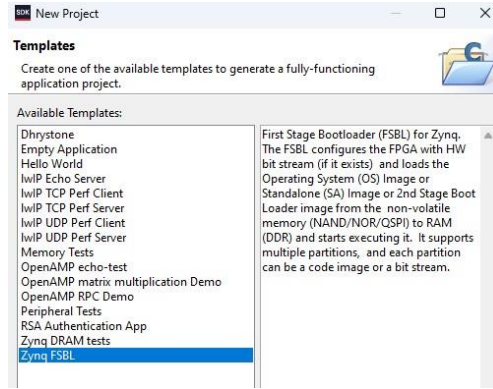 SDK New Project
Templates
Create one of the available templates to generate a fully-functioning
application project.
Available Templates:
Dhrystone
Empty Application
Hello World
lwIP Echo Server
lwIP TCP Perf Client
lwIP TCP Perf Server
lwIP UDP Perf Client
lwIP UDP Perf Server
Memory Tests
OpenAMP echo-test
OpenAMP matrix multiplication Demo
OpenAMP RPC Demo
Peripheral Tests
RSA Authentication App
Zynq DRAM tests
Zynq FSBL
First Stage Bootloader (FSBL) for Zynq.
The FSBL configures the FPGA with HW
bit stream (if it exists) and loads the
Operating System (OS) Image or
Standalone (SA) Image or 2nd Stage Boot
Loader image from the non-volatile
memory (NAND/NOR/QSPI) to RAM
(DDR) and starts executing it. It supports
multiple partitions, and each partition
can be a code image or a bit stream.